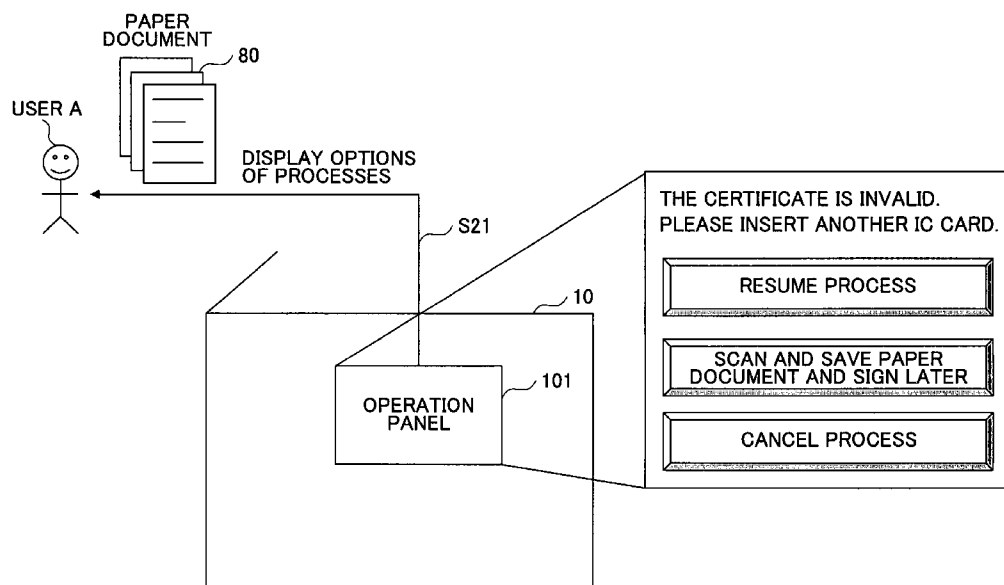 PAPER
DOCUMENT
80
USER A
DISPLAY OPTIONS
OF PROCESSES
S21
10
OPERATION
PANEL
101
THE CERTIFICATE IS INVALID.
PLEASE INSERT ANOTHER IC CARD.
RESUME PROCESS
SCAN AND SAVE PAPER
DOCUMENT AND SIGN LATER
CANCEL PROCESS